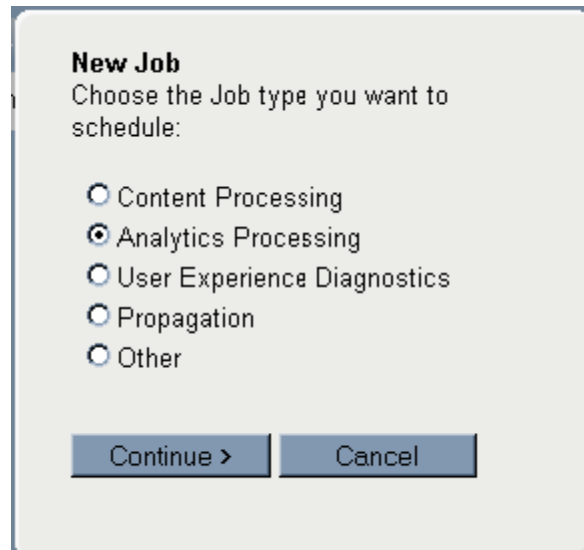 New Job
Choose the Job type you want to
schedule:
Content Processing
Analytics Processing
User Experience Diagnostics
Propagation
Other
Continue >
Cancel